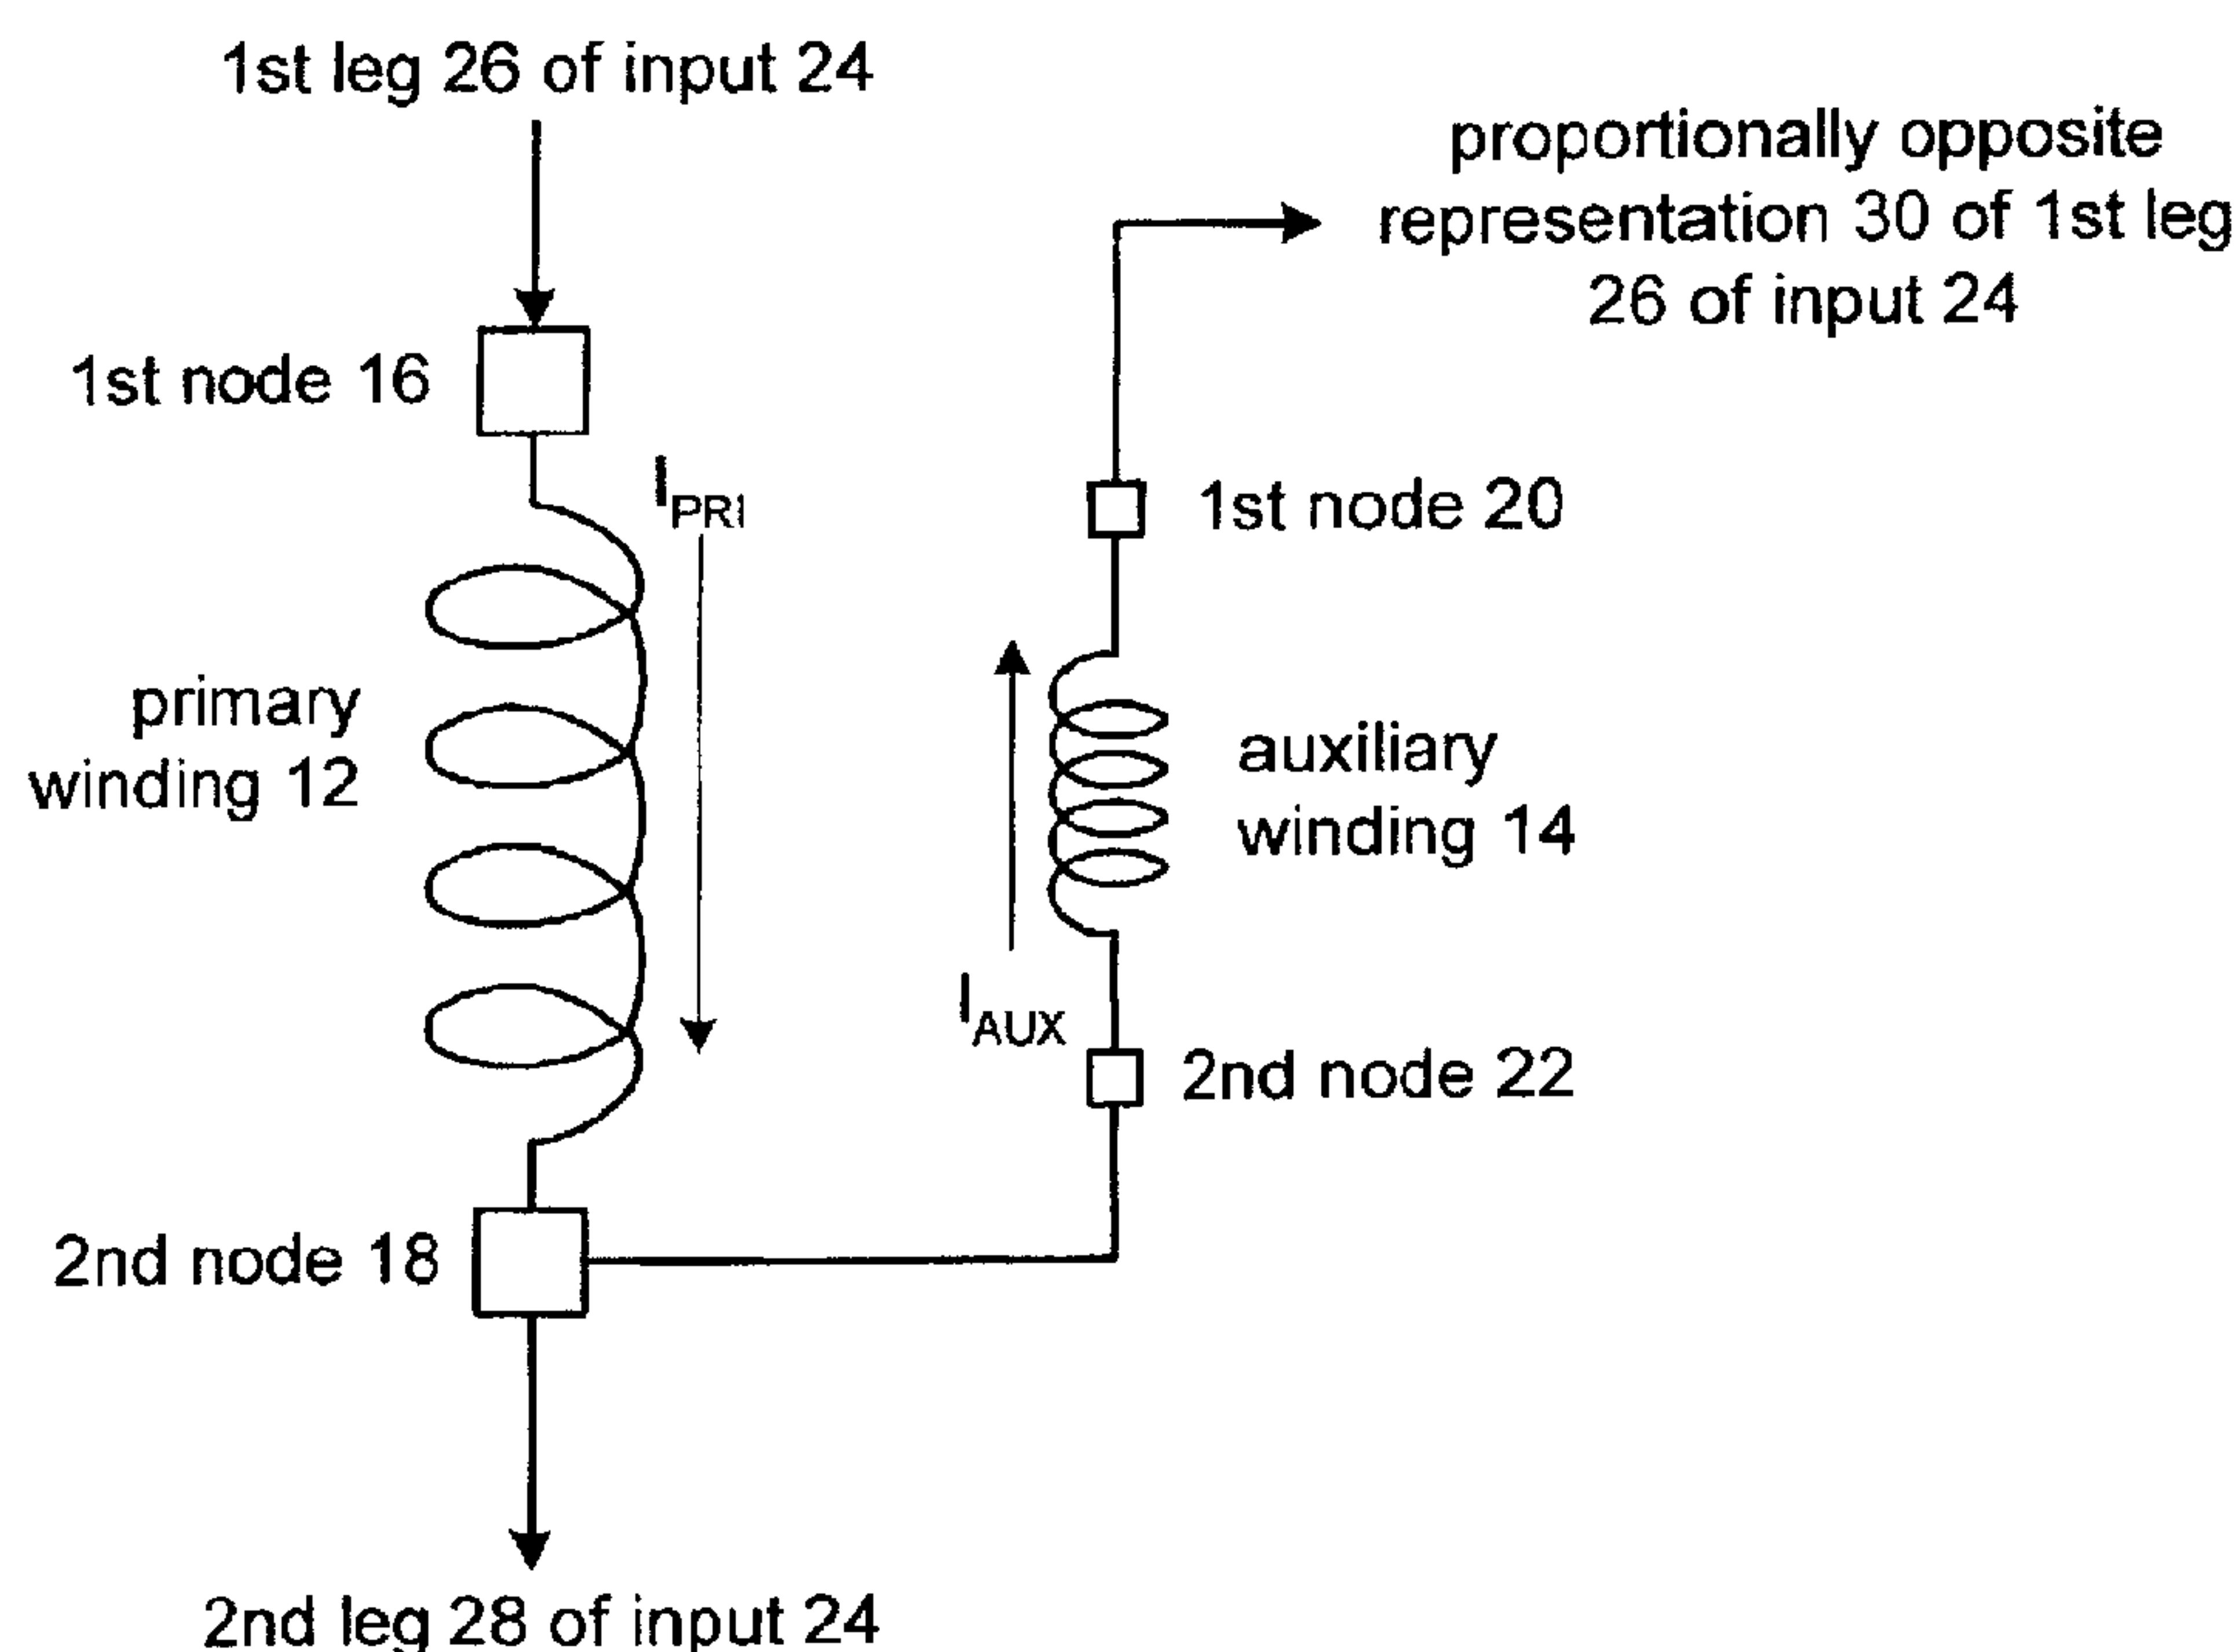 1st leg 26 of input 24
proportionally opposite
representation 30 of 1st leg
26 of input 24
1st node 16
I PRI
1st node 20
primary
winding 12
auxiliary
winding 14
I AUX
2nd node 22
2nd node 18
2nd leg 28 of input 24